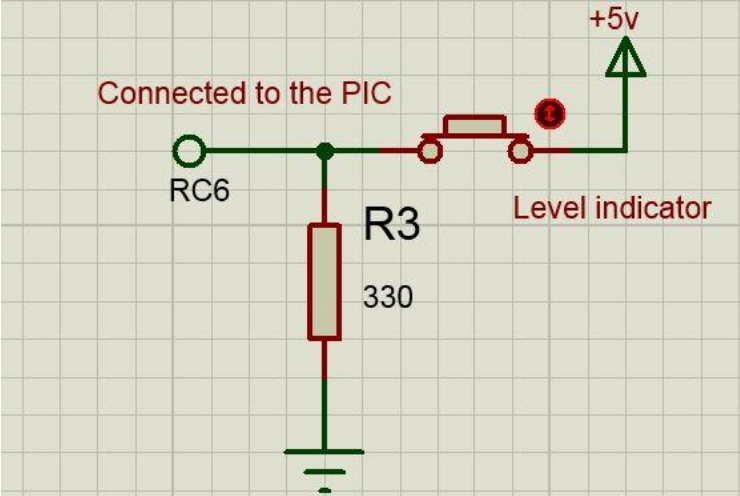 +5v
Connected to the PIC
RC6
Level indicator
R3
330